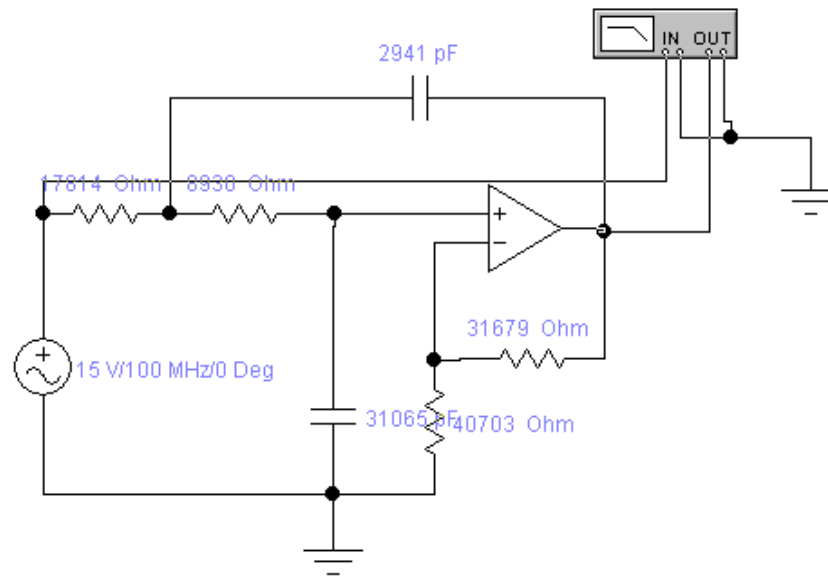 IN OUT
2941 pF
17814 Ohm
8930 Ohm
31679 Ohm
15 V/100 MHz/0 Deg
31065 pF
40703 Ohm